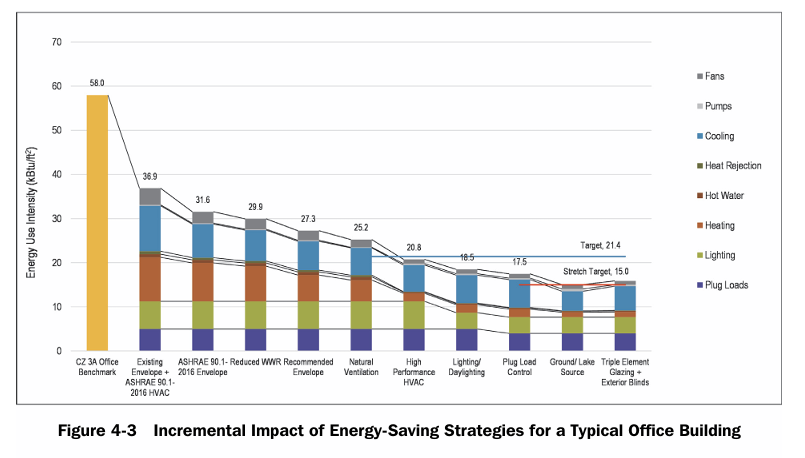 70
60
50
40
30
20
10
0
Energy Use Intensity (kBtu/ft²)
58.0
36.9
31.6
29.9
27.3
25.2
20.8
18.5
17.5
Target, 21.4
Stretch Target, 15.0
CZ 3A Office
Benchmark
Existing
Envelope +
ASHRAE 90.1-
2016 HVAC
ASHRAE 90.1-
2016 Envelope
Reduced WWR
Recommended
Envelope
Natural
Ventilation
High
Performance
HVAC
Lighting/
Daylighting
Plug Load
Control
Ground/ Lake
Source
Triple Element
Glazing +
Exterior Blinds
Fans
Pumps
Cooling
Heat Rejection
Hot Water
Heating
Lighting
Plug Loads
Figure 4-3 Incremental Impact of Energy-Saving Strategies for a Typical Office Building